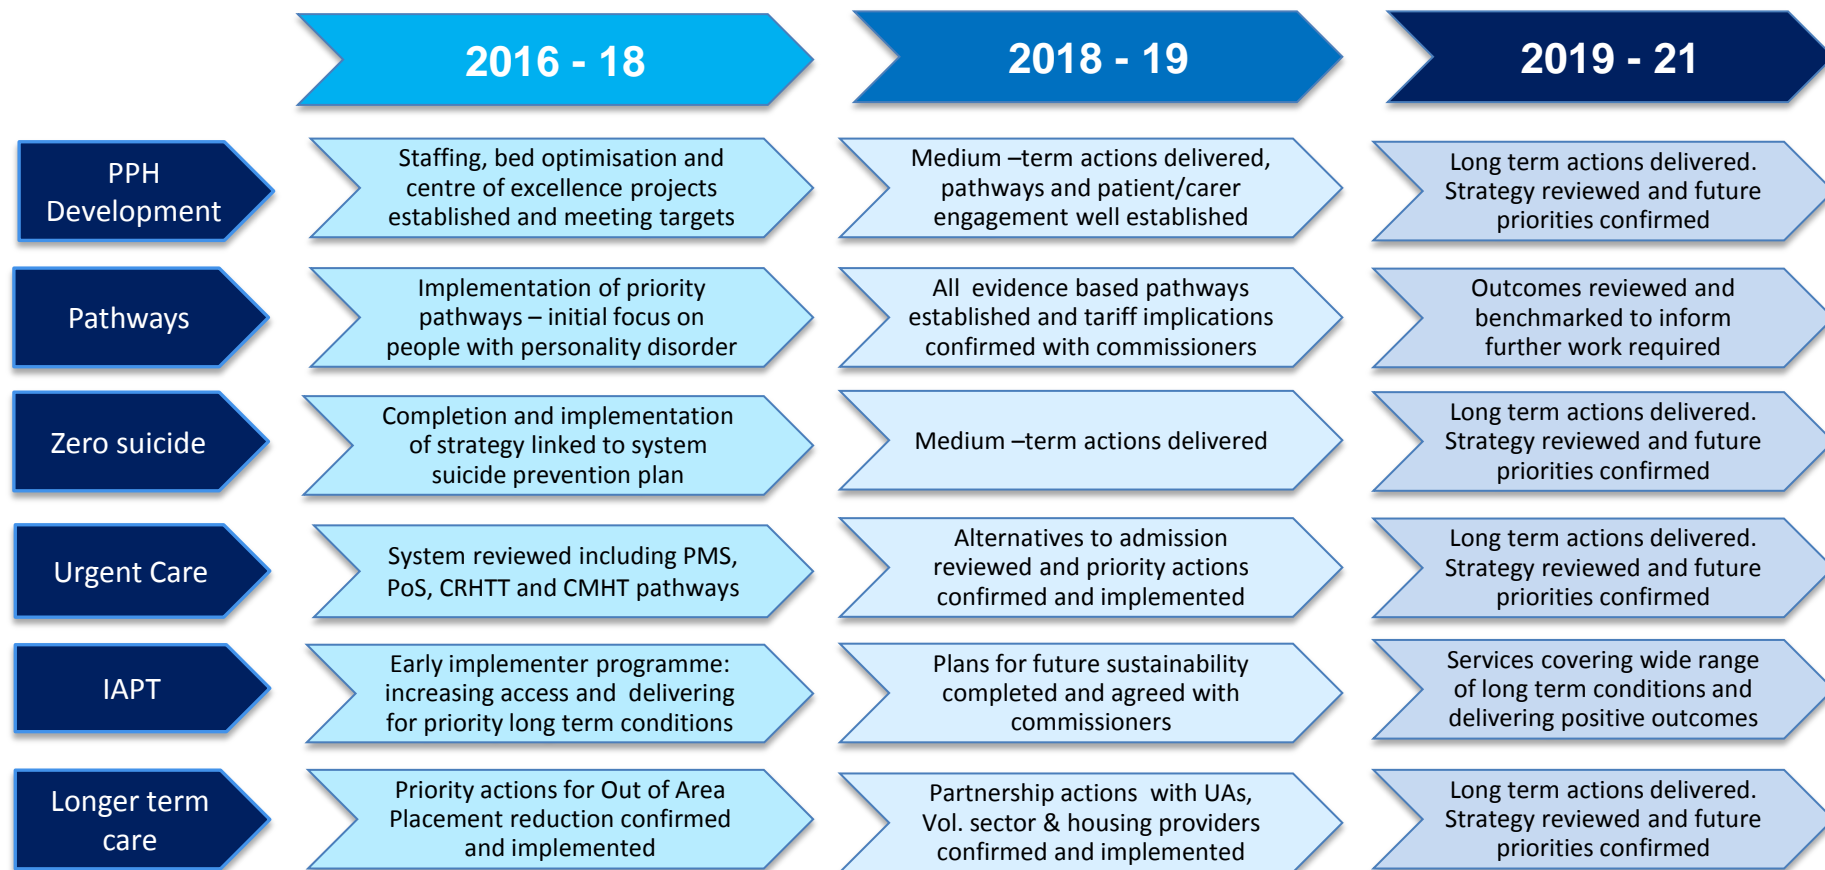 2016 - 18
2018 - 19
2019 - 21
PPH
Development
Staffing, bed optimisation and
centre of excellence projects
established and meeting targets
Medium –term actions delivered,
pathways and patient/carer
engagement well established
Long term actions delivered.
Strategy reviewed and future
priorities confirmed
Pathways
Implementation of priority
pathways – initial focus on
people with personality disorder
All evidence based pathways
established and tariff implications
confirmed with commissioners
Outcomes reviewed and
benchmarked to inform
further work required
Zero suicide
Completion and implementation
of strategy linked to system
suicide prevention plan
Medium –term actions delivered
Long term actions delivered.
Strategy reviewed and future
priorities confirmed
Urgent Care
System reviewed including PMS,
PoS, CRHTT and CMHT pathways
Alternatives to admission
reviewed and priority actions
confirmed and implemented
Long term actions delivered.
Strategy reviewed and future
priorities confirmed
IAPT
Early implementer programme:
increasing access and delivering
for priority long term conditions
Plans for future sustainability
completed and agreed with
commissioners
Services covering wide range
of long term conditions and
delivering positive outcomes
Longer term
care
Priority actions for Out of Area
Placement reduction confirmed
and implemented
Partnership actions with UAs,
Vol. sector & housing providers
confirmed and implemented
Long term actions delivered.
Strategy reviewed and future
priorities confirmed